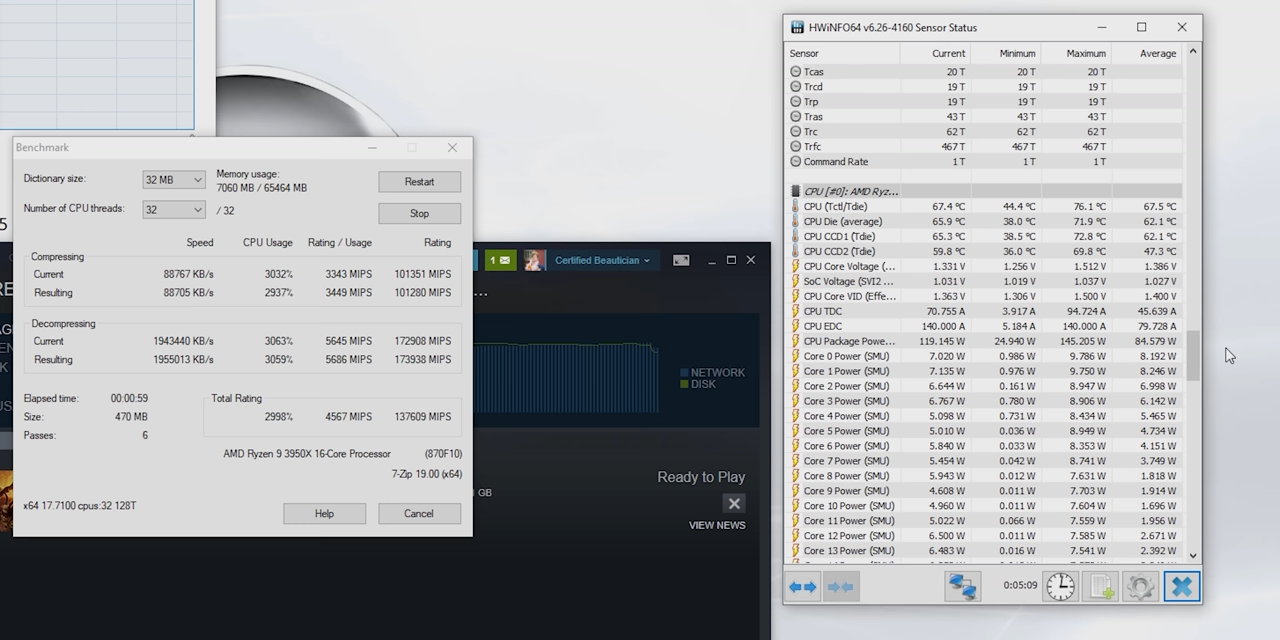 Benchmark
Dictionary size: 32 MB
Memory usage:
7060 MB / 65464 MB
Restart
Number of CPU threads: 32 / 32
Stop
Speed CPU Usage Rating / Usage Rating
Compressing
Current 88767 KB/s 3032% 3343 MIPS 101351 MIPS
Resulting 88705 KB/s 2937% 3449 MIPS 101280 MIPS
Decompressing
Current 1943440 KB/s 3063% 5645 MIPS 172908 MIPS
Resulting 1955013 KB/s 3059% 5686 MIPS 173938 MIPS
Elapsed time: 00:00:59
Size: 470 MB
Passes: 6
Total Rating
2998% 4567 MIPS 137609 MIPS
AMD Ryzen 9 3950X 16-Core Processor (870F10)
7-Zip 19.00 (x64)
x64 17.7100 cpus:32 128T
Help Cancel
5
1 Certified Beautician
...
NETWORK
DISK
GB
Ready to Play
VIEW NEWS
HWiNFO64 v6.26-4160 Sensor Status
Sensor Current Minimum Maximum Average
Tcas 20 T 20 T 20 T
Trcd 19 T 19 T 19 T
Trp 19 T 19 T 19 T
Tras 43 T 43 T 43 T
Trc 62 T 62 T 62 T
Trfc 467 T 467 T 467 T
Command Rate 1 T 1 T 1 T
CPU [#0]: AMD Ryz...
CPU (Tctl/Tdie) 67.4 °C 44.4 °C 76.1 °C 67.5 °C
CPU Die (average) 65.9 °C 38.0 °C 71.9 °C 62.1 °C
CPU CCD1 (Tdie) 65.3 °C 38.5 °C 72.8 °C 62.1 °C
CPU CCD2 (Tdie) 59.8 °C 36.0 °C 69.8 °C 47.3 °C
CPU Core Voltage (... 1.331 V 1.256 V 1.512 V 1.386 V
SoC Voltage (SVI2 ... 1.031 V 1.019 V 1.037 V 1.027 V
CPU Core VID (Effe... 1.363 V 1.306 V 1.500 V 1.400 V
CPU TDC 70.755 A 3.917 A 94.724 A 45.639 A
CPU EDC 140.000 A 5.184 A 140.000 A 79.728 A
CPU Package Powe... 119.145 W 24.940 W 145.205 W 84.579 W
Core 0 Power (SMU) 7.020 W 0.986 W 9.786 W 8.192 W
Core 1 Power (SMU) 7.135 W 0.976 W 9.750 W 8.246 W
Core 2 Power (SMU) 6.644 W 0.161 W 8.947 W 6.998 W
Core 3 Power (SMU) 6.767 W 0.780 W 8.906 W 6.142 W
Core 4 Power (SMU) 5.098 W 0.731 W 8.434 W 5.465 W
Core 5 Power (SMU) 5.010 W 0.036 W 8.949 W 4.734 W
Core 6 Power (SMU) 5.840 W 0.033 W 8.353 W 4.151 W
Core 7 Power (SMU) 5.454 W 0.042 W 8.741 W 3.749 W
Core 8 Power (SMU) 5.943 W 0.012 W 7.631 W 1.818 W
Core 9 Power (SMU) 4.608 W 0.011 W 7.703 W 1.914 W
Core 10 Power (SMU) 4.960 W 0.011 W 7.604 W 1.696 W
Core 11 Power (SMU) 5.022 W 0.066 W 7.559 W 1.956 W
Core 12 Power (SMU) 6.500 W 0.011 W 7.585 W 2.671 W
Core 13 Power (SMU) 6.483 W 0.016 W 7.541 W 2.392 W
0:05:09